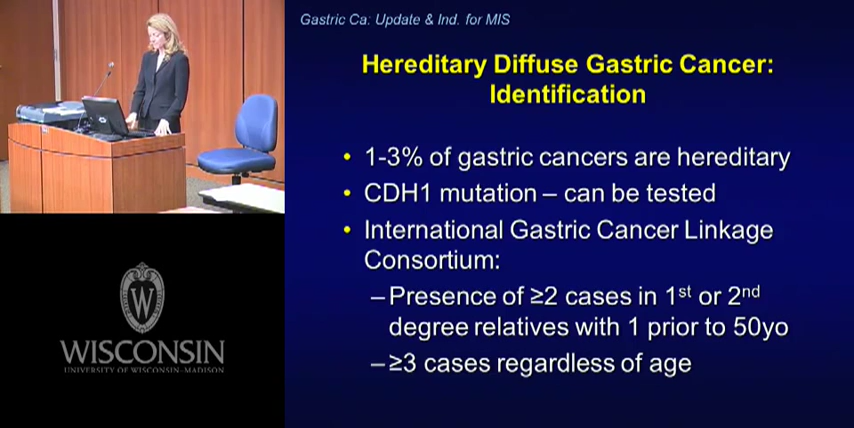 Gastric Ca: Update & Ind. for MIS
Hereditary Diffuse Gastric Cancer:
Identification
• 1-3% of gastric cancers are hereditary
• CDH1 mutation – can be tested
• International Gastric Cancer Linkage
Consortium:
–Presence of ≥2 cases in 1st or 2nd
degree relatives with 1 prior to 50yo
–≥3 cases regardless of age
W
WISCONSIN
UNIVERSITY OF WISCONSIN–MADISON